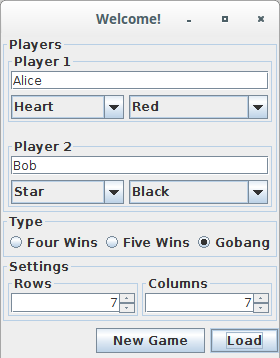 Welcome!
Players
Player 1
Alice
Heart Red
Player 2
Bob
Star Black
Type
Four Wins Five Wins Gobang
Settings
Rows Columns
7 7
New Game Load